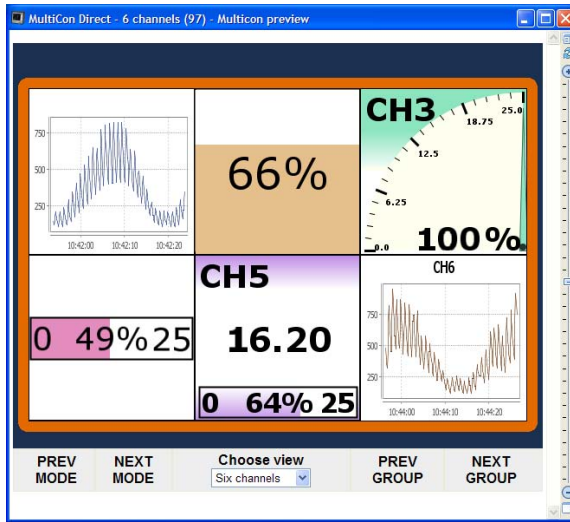 MultiCon Direct - 6 channels (97) - Multicon preview
750
500
250
10:42:00 10:42:10 10:42:20
66%
CH3
0.0 6.25 12.5 18.75 25.0
100%
0 49% 25
CH5
16.20
0 64% 25
CH6
750
500
250
10:44:00 10:44:10 10:44:20
PREV MODE
NEXT MODE
Choose view
Six channels
PREV GROUP
NEXT GROUP